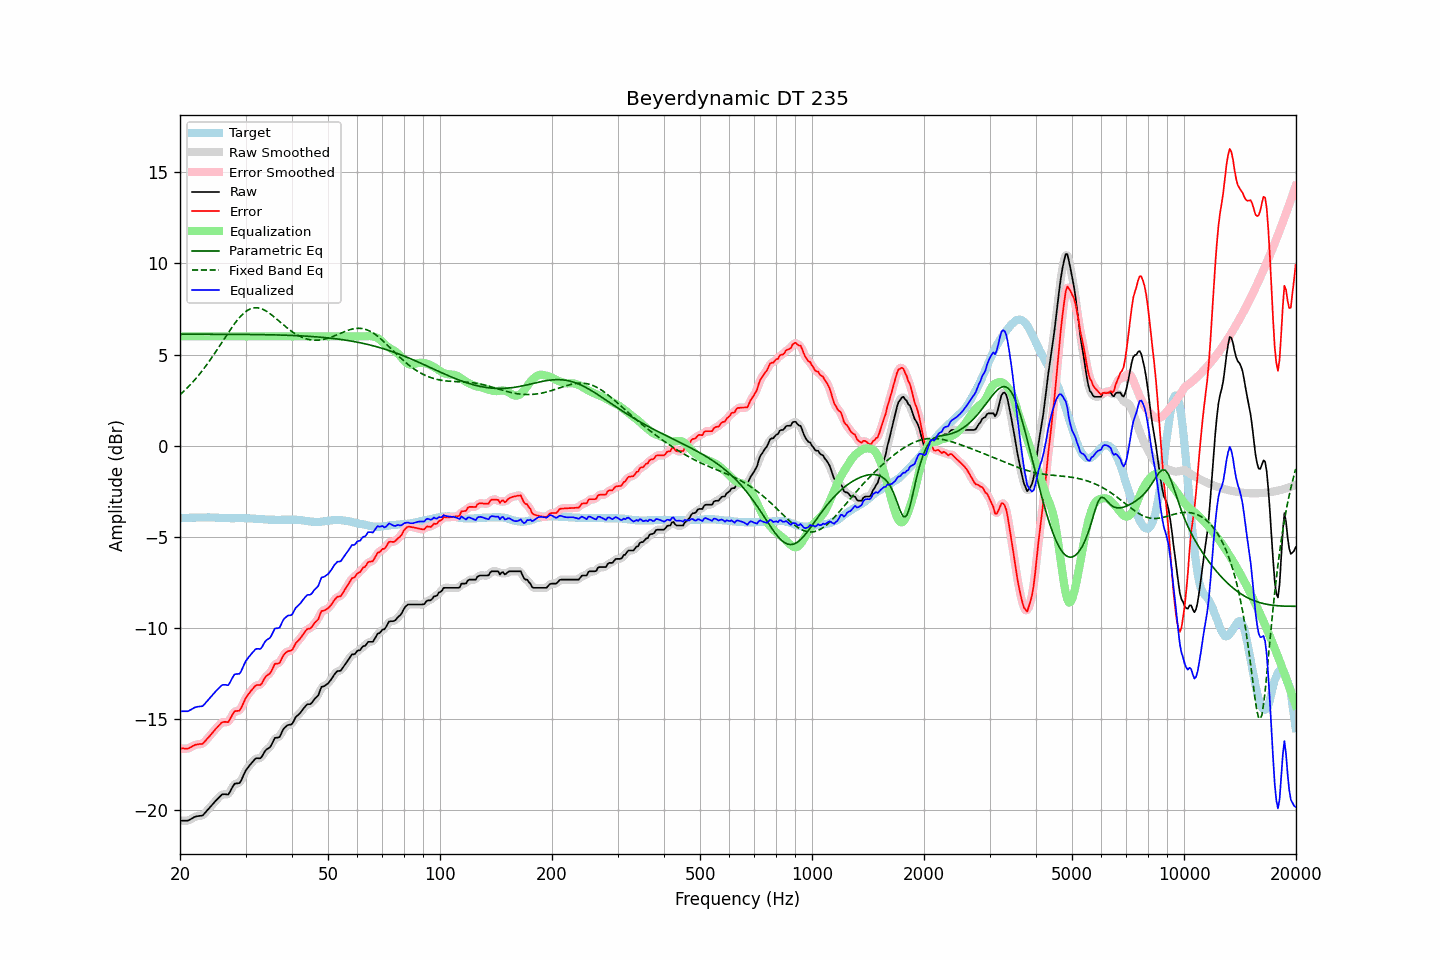 Beyerdynamic DT 235
Target
Raw Smoothed
Error Smoothed
Raw
Error
Equalization
Parametric Eq
Fixed Band Eq
Equalized
Amplitude (dBr)
15
10
5
0
−5
−10
−15
−20
20
50
100
200
500
1000
2000
5000
10000
20000
Frequency (Hz)